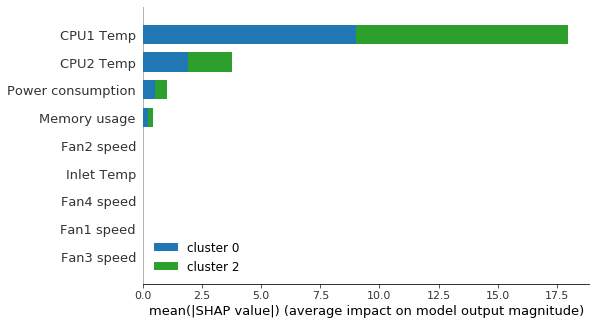 CPU1 Temp
CPU2 Temp
Power consumption
Memory usage
Fan2 speed
Inlet Temp
Fan4 speed
Fan1 speed
Fan3 speed
cluster 0
cluster 2
0.0 2.5 5.0 7.5 10.0 12.5 15.0 17.5
mean(|SHAP value|) (average impact on model output magnitude)